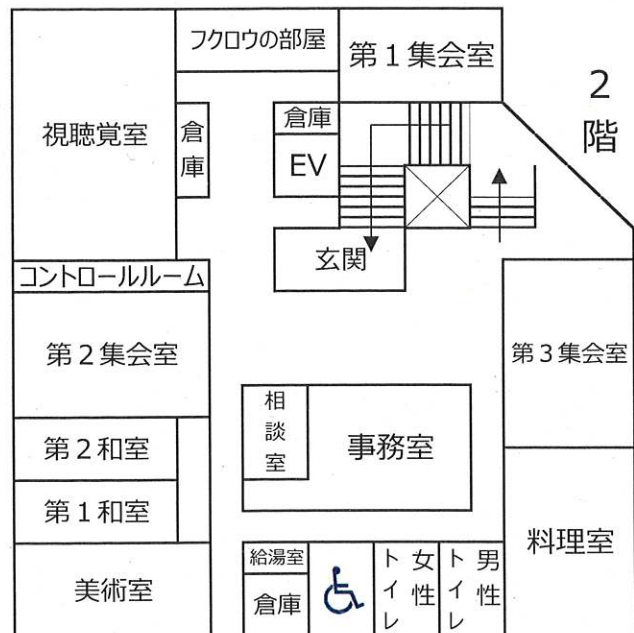 フクロウの部屋
第1集会室
2階
視聴覚室
倉庫
倉庫
EV
玄関
コントロールルーム
第2集会室
第3集会室
相談室
事務室
第2和室
第1和室
美術室
給湯室
倉庫
女性トイレ
男性トイレ
料理室